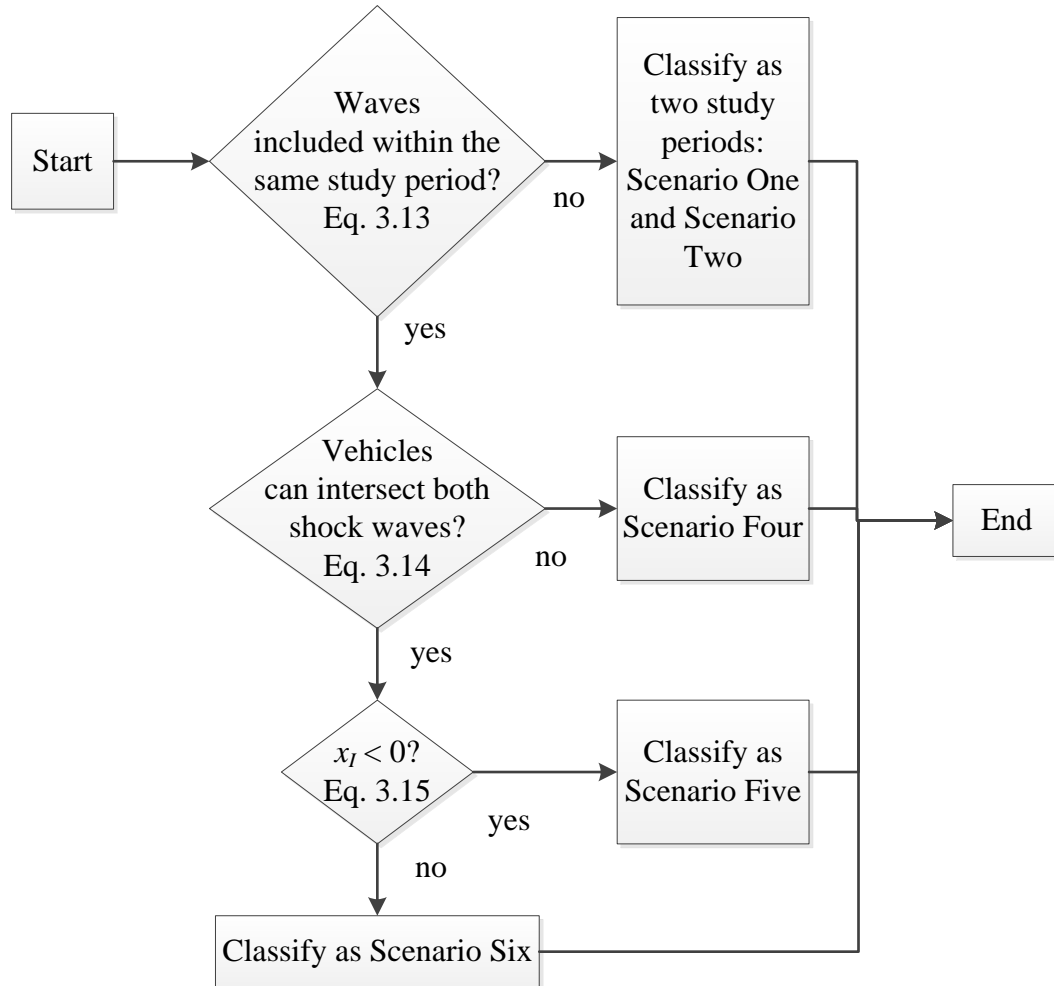 Start
Waves
included within the
same study period?
Eq. 3.13
no
Classify as
two study
periods:
Scenario One
and Scenario
Two
yes
Vehicles
can intersect both
shock waves?
Eq. 3.14
no
Classify as
Scenario Four
End
yes
x_I < 0?
Eq. 3.15
yes
Classify as
Scenario Five
no
Classify as Scenario Six